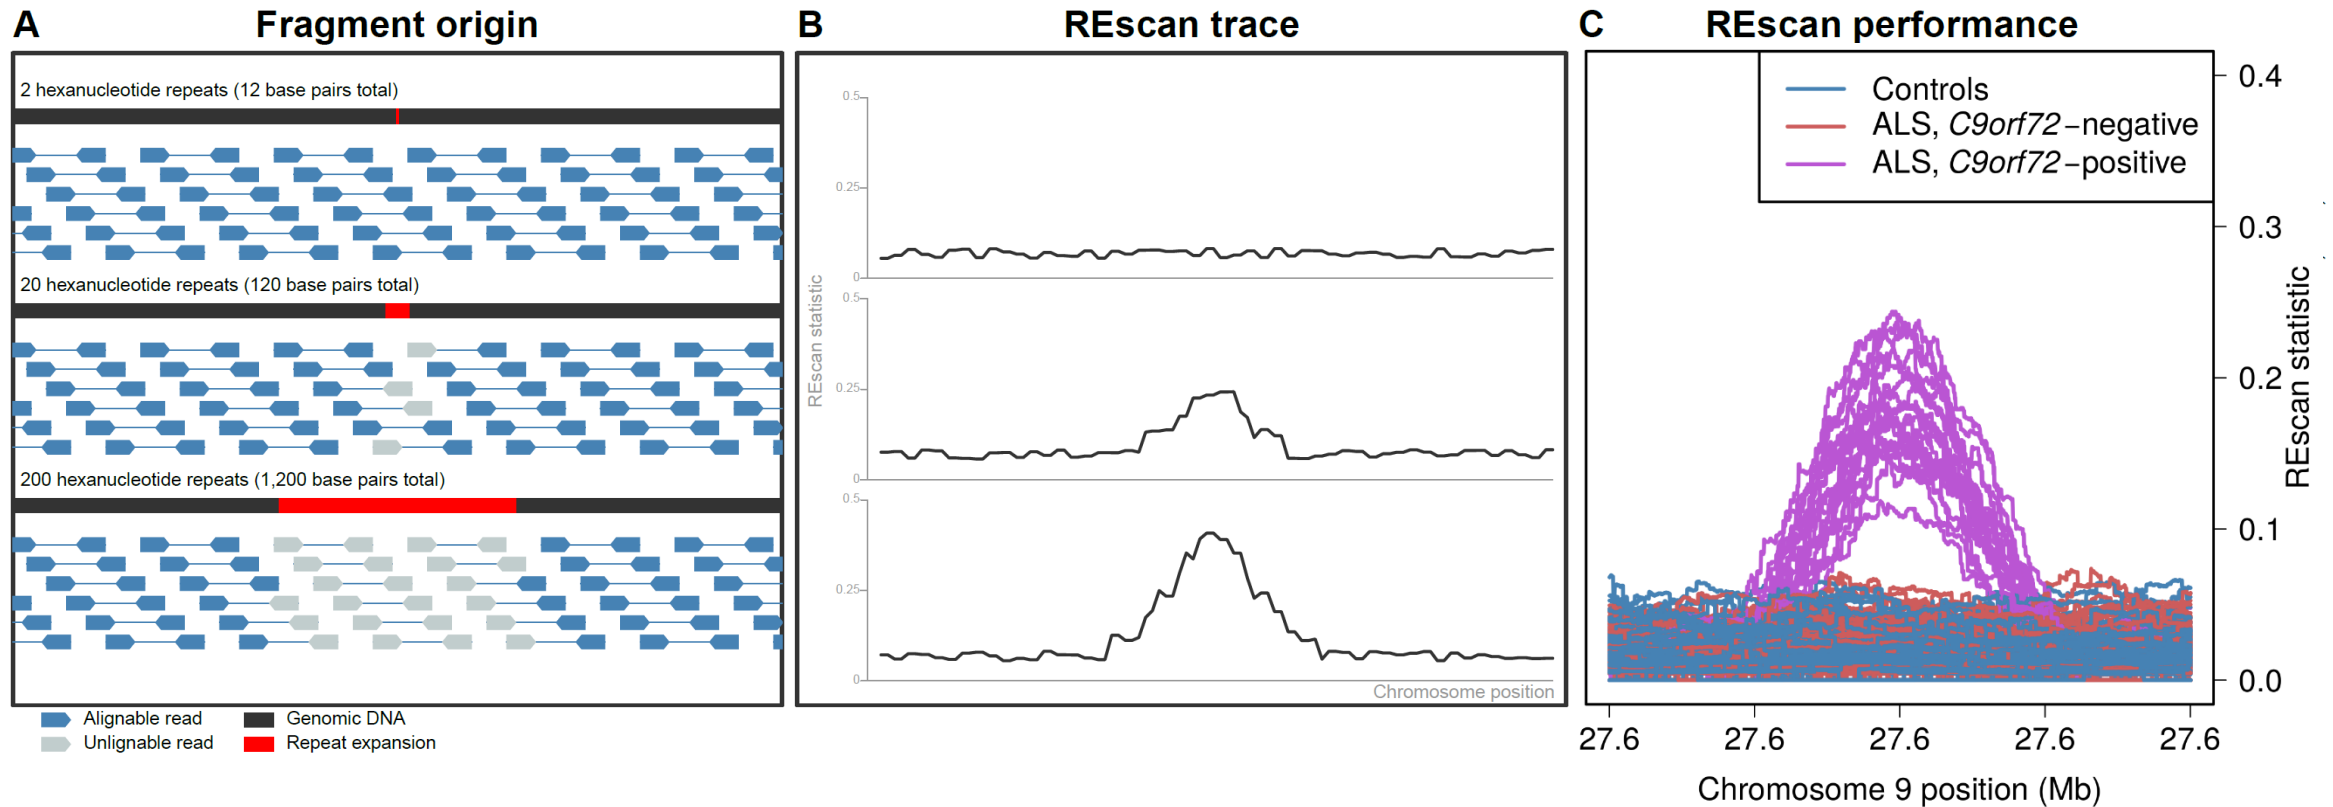 A Fragment origin
2 hexanucleotide repeats (12 base pairs total)
20 hexanucleotide repeats (120 base pairs total)
200 hexanucleotide repeats (1,200 base pairs total)
Alignable read
Genomic DNA
Unlignable read
Repeat expansion
B REscan trace
REscan statistic
0.5
0.25
0
0.5
0.25
0
0.5
0.25
0
Chromosome position
C REscan performance
Controls
ALS, C9orf72-negative
ALS, C9orf72-positive
0.4
0.3
0.2
0.1
0.0
REscan statistic
27.6 27.6 27.6 27.6 27.6
Chromosome 9 position (Mb)